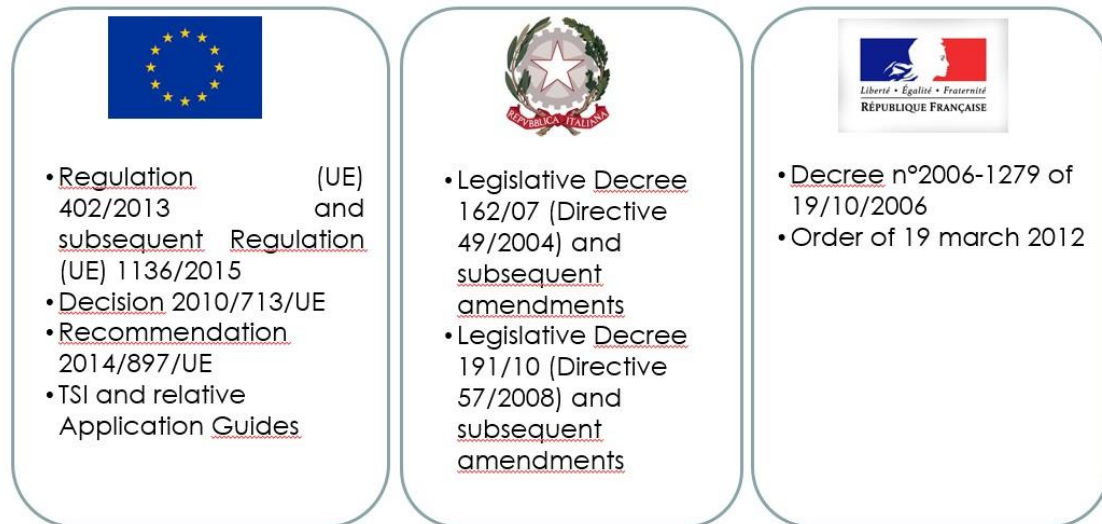 REPVBBLICA ITALIANA
Liberté • Égalité • Fraternité
RÉPUBLIQUE FRANÇAISE
• Regulation (UE)
402/2013 and
subsequent Regulation
(UE) 1136/2015
• Decision 2010/713/UE
• Recommendation
2014/897/UE
• TSI and relative
Application Guides
• Legislative Decree
162/07 (Directive
49/2004) and
subsequent
amendments
• Legislative Decree
191/10 (Directive
57/2008) and
subsequent
amendments
• Decree n°2006-1279 of
19/10/2006
• Order of 19 march 2012